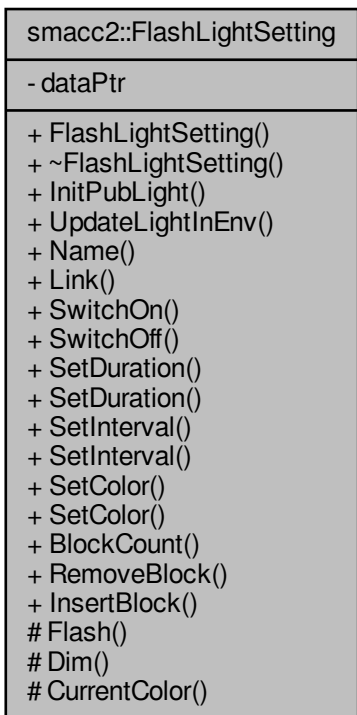 smacc2::FlashLightSetting
- dataPtr
+ FlashLightSetting()
+ ~FlashLightSetting()
+ InitPubLight()
+ UpdateLightInEnv()
+ Name()
+ Link()
+ SwitchOn()
+ SwitchOff()
+ SetDuration()
+ SetDuration()
+ SetInterval()
+ SetInterval()
+ SetColor()
+ SetColor()
+ BlockCount()
+ RemoveBlock()
+ InsertBlock()
# Flash()
# Dim()
# CurrentColor()